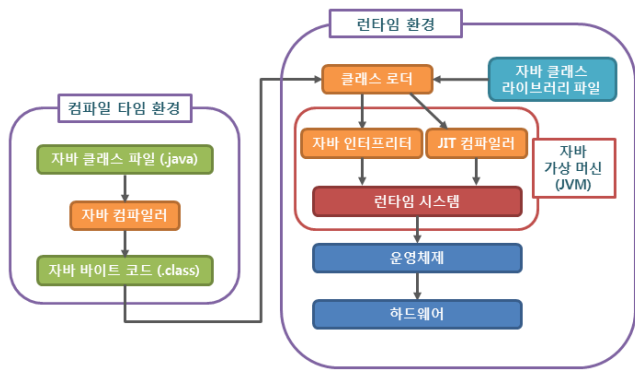 런타임 환경
클래스 로더
자바 클래스
라이브러리 파일
컴파일 타임 환경
자바 인터프리터
JIT 컴파일러
자바
가상 머신
(JVM)
자바 클래스 파일 (.java)
런타임 시스템
자바 컴파일러
운영체제
자바 바이트 코드 (.class)
하드웨어